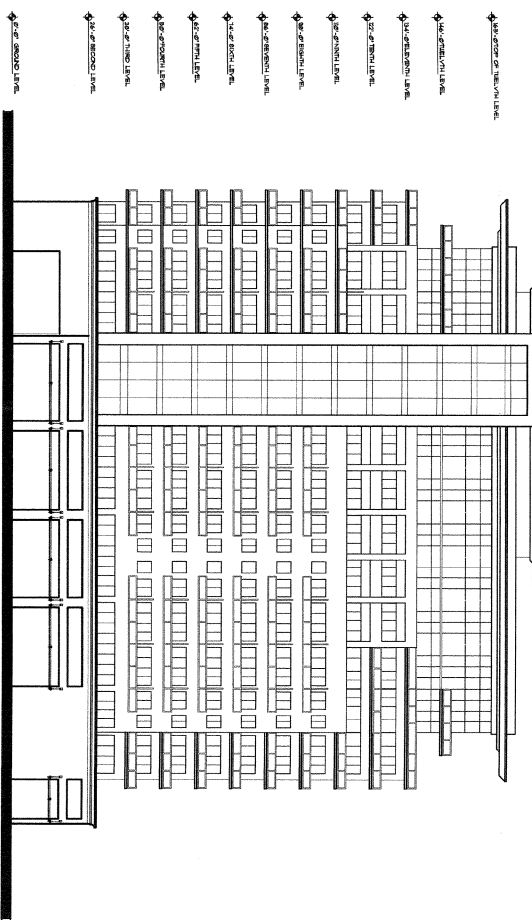 TOP OF TWELVTH LEVEL
146'-0" TWELVTH LEVEL
134'-0" ELEVENTH LEVEL
122'-0" TENTH LEVEL
110'-0" NINTH LEVEL
98'-0" EIGHTH LEVEL
86'-0" SEVENTH LEVEL
74'-0" SIXTH LEVEL
62'-0" FIFTH LEVEL
50'-0" FOURTH LEVEL
38'-0" THIRD LEVEL
26'-0" SECOND LEVEL
0'-0" GROUND LEVEL